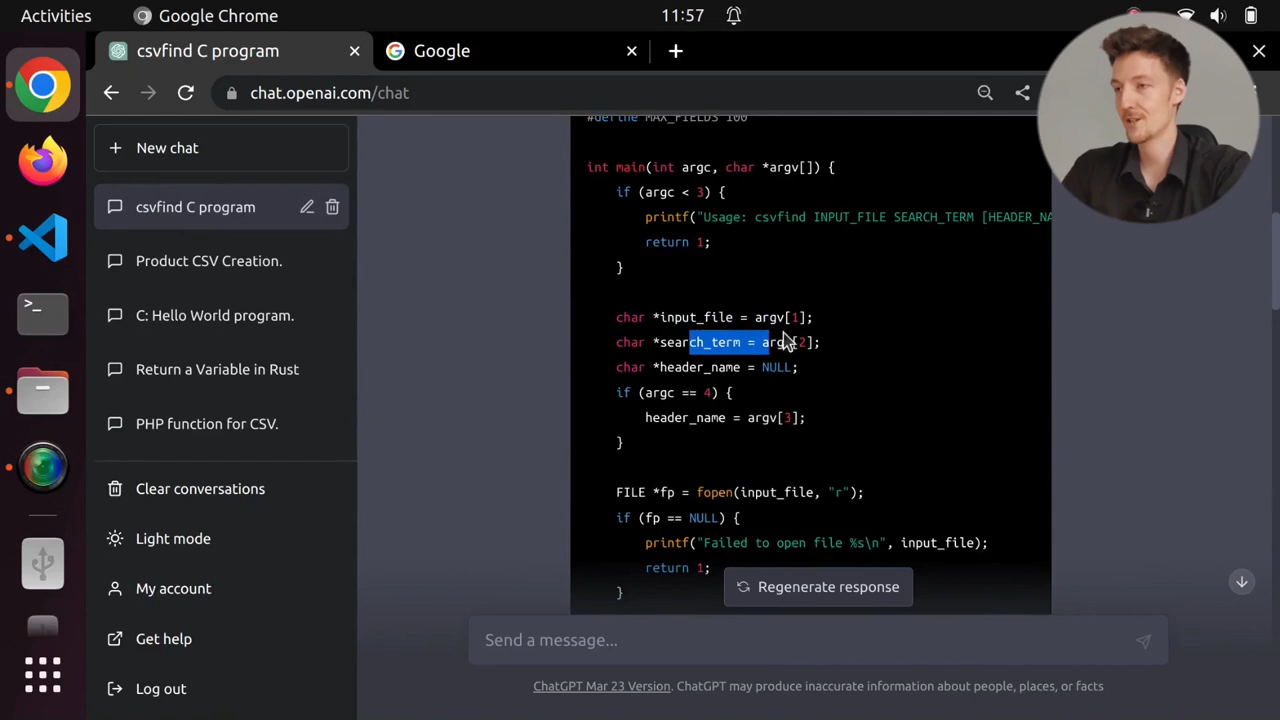 Activities
Google Chrome
11:57
csvfind C program
Google
chat.openai.com/chat
New chat
csvfind C program
Product CSV Creation.
C: Hello World program.
Return a Variable in Rust
PHP function for CSV.
Clear conversations
Light mode
My account
Get help
Log out
#define MAX_FIELDS 100
int main(int argc, char *argv[]) {
if (argc < 3) {
printf("Usage: csvfind INPUT_FILE SEARCH_TERM [HEADER_NA
return 1;
}
char *input_file = argv[1];
char *search_term = argv[2];
char *header_name = NULL;
if (argc == 4) {
header_name = argv[3];
}
FILE *fp = fopen(input_file, "r");
if (fp == NULL) {
printf("Failed to open file %s\n", input_file);
return 1;
}
Regenerate response
Send a message...
ChatGPT Mar 23 Version. ChatGPT may produce inaccurate information about people, places, or facts